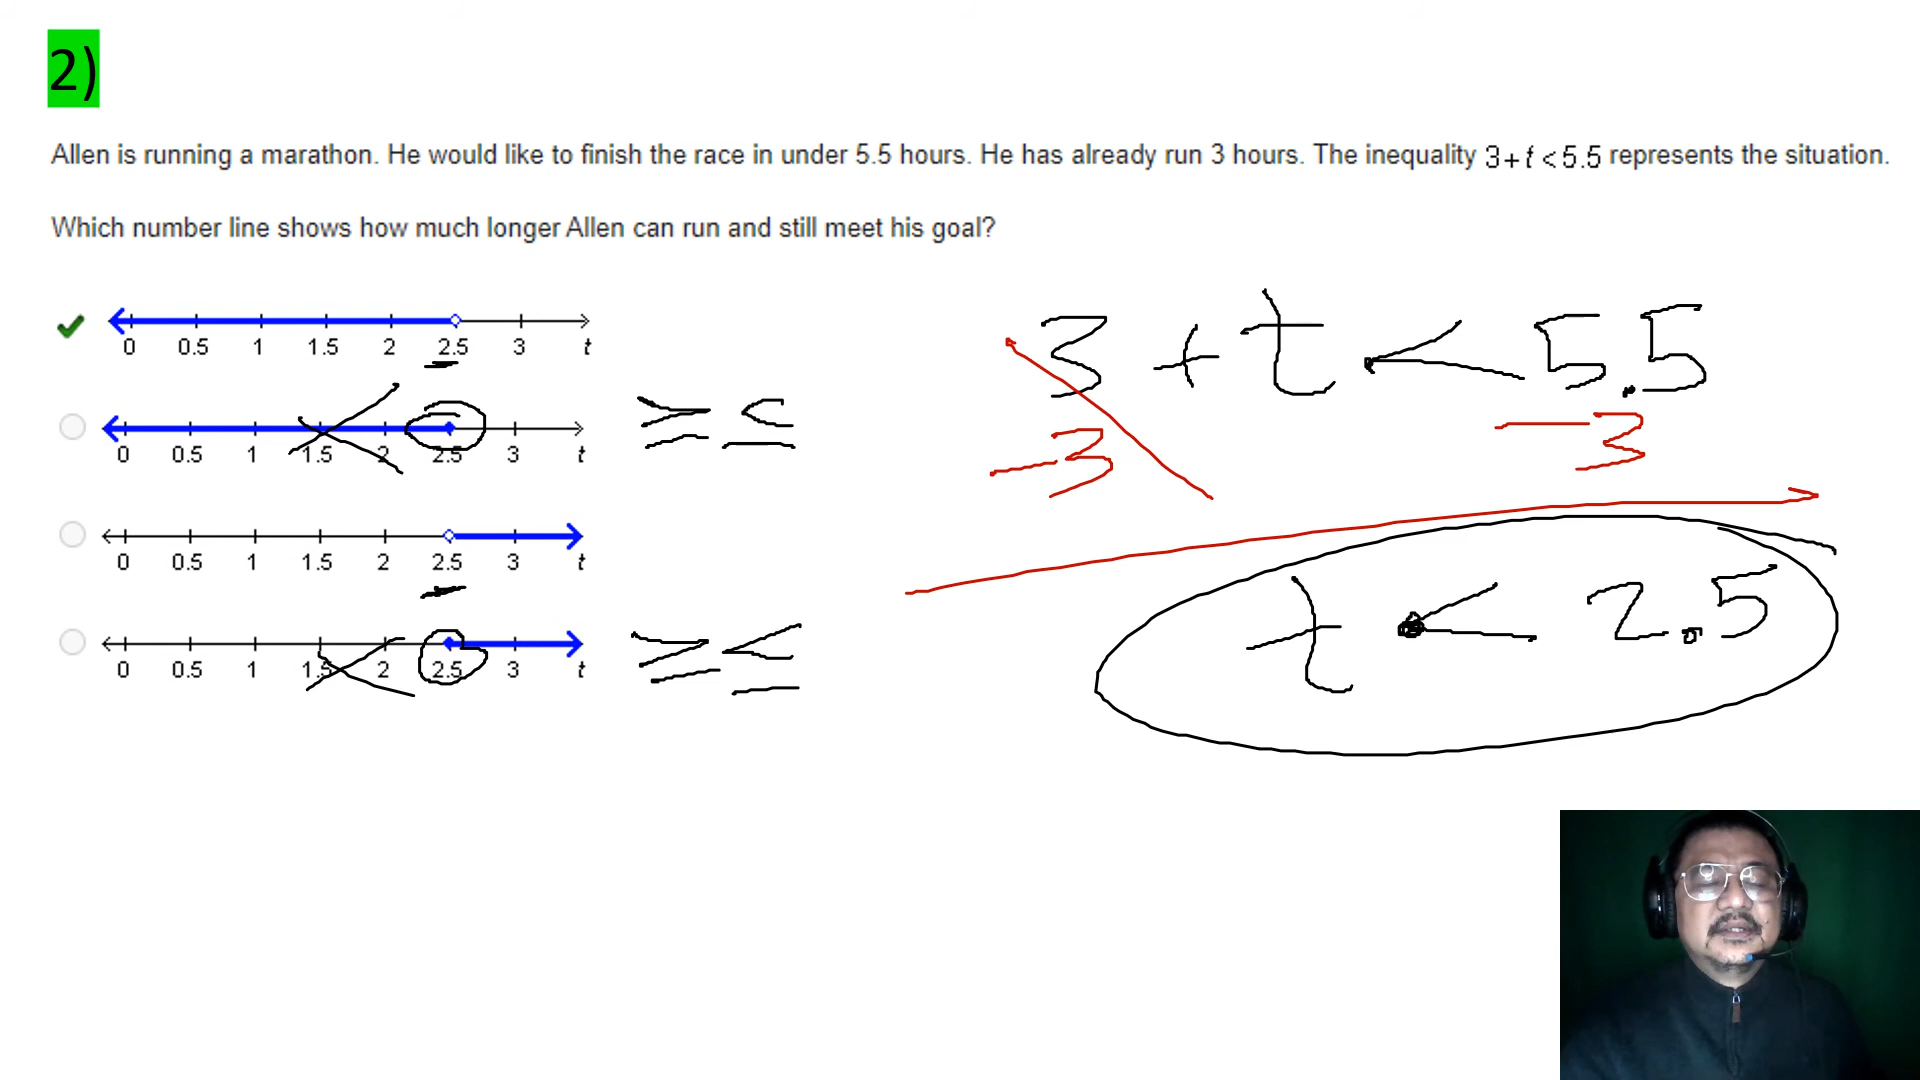 2)
Allen is running a marathon. He would like to finish the race in under 5.5 hours. He has already run 3 hours. The inequality 3+t<5.5 represents the situation.
Which number line shows how much longer Allen can run and still meet his goal?
0 0.5 1 1.5 2 2.5 3 t
0 0.5 1 1.5 2 2.5 3 t
≥ ≤
0 0.5 1 1.5 2 2.5 3 t
0 0.5 1 1.5 2 2.5 3 t
≥ ≤
3 + t < 5.5
-3 -3
t < 2.5